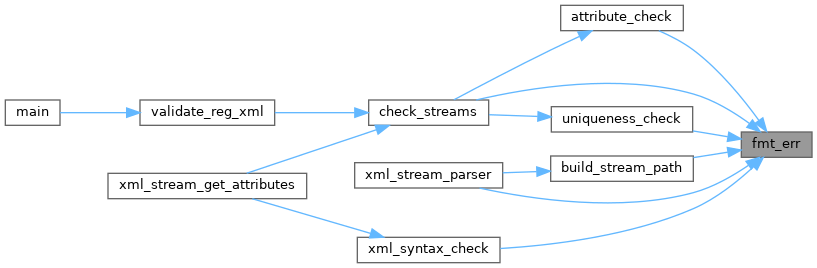 attribute_check
main
validate_reg_xml
check_streams
uniqueness_check
fmt_err
build_stream_path
xml_stream_parser
xml_stream_get_attributes
xml_syntax_check